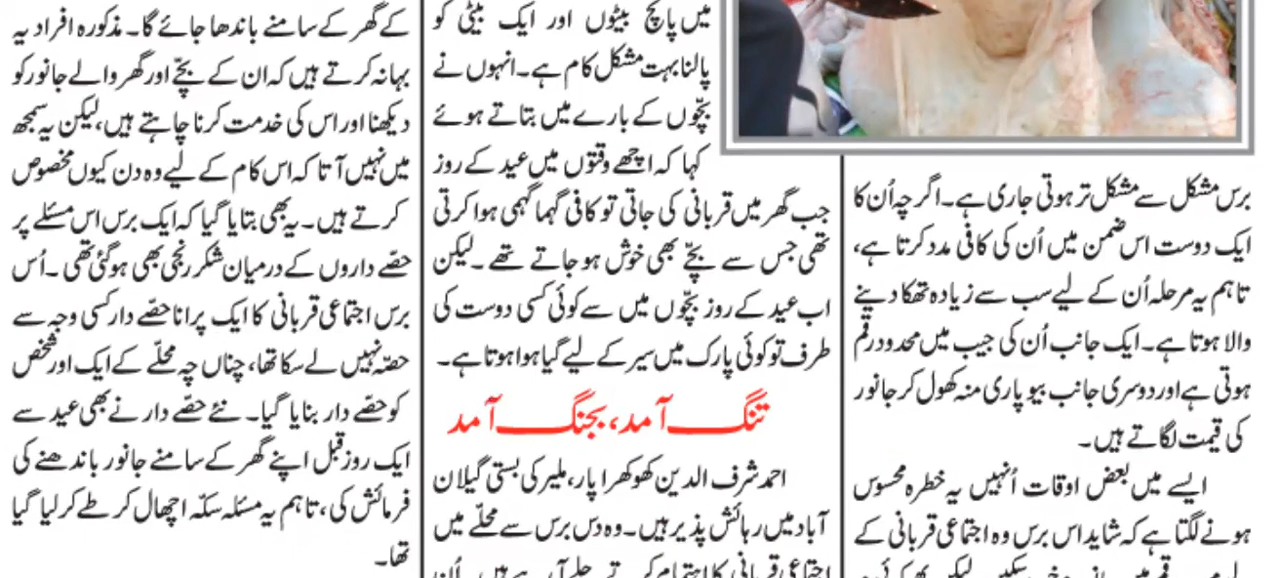 برس مشکل سے مشکل تر ہوتی جاری ہے۔ اگرچہ اُن کا
ایک دوست اس ضمن میں اُن کی کافی مدد کرتا ہے،
تاہم یہ مرحلہ اُن کے لیے سب سے زیادہ تھکا دینے
والا ہوتا ہے۔ ایک جانب اُن کی جیب میں محدود رقم
ہوتی ہے اور دوسری جانب بیوپاری منہ کھول کر جانور
کی قیمت لگاتے ہیں۔
ایسے میں بعض اوقات اُنہیں یہ خطرہ محسوس
ہونے لگتا ہے کہ شاید اس برس وہ اجتماعی قربانی کے
میں پانچ بیٹوں اور ایک بیٹی کو
پالنا بہت مشکل کام ہے۔ انہوں نے
بچّوں کے بارے میں بتاتے ہوئے
کہا کہ اچھے وقتوں میں عید کے روز
جب گھر میں قربانی کی جاتی تو کافی گہما گہمی ہوا کرتی
تھی جس سے بچّے بھی خوش ہو جاتے تھے ۔ لیکن
اب عید کے روز بچّوں میں سے کوئی کسی دوست کی
طرف تو کوئی پارک میں سیر کے لیے گیا ہوا ہوتا ہے۔
تنگ آمد، بجنگ آمد
احمد شرف الدین کھوکھرا پار، ملیر کی بستی گیلان
آباد میں رہائش پذیر ہیں۔ وہ دس برس سے محلّے میں
اجتماعی قربانی کا اہتمام کرتے چلے آ رہے ہیں۔ اُن
کے گھر کے سامنے باندھا جائے گا۔ مذکورہ افراد یہ
بہانہ کرتے ہیں کہ ان کے بچّے اور گھر والے جانور کو
دیکھنا اور اس کی خدمت کرنا چاہتے ہیں، لیکن یہ سمجھ
میں نہیں آتا کہ اس کام کے لیے وہ دن کیوں مخصوص
کرتے ہیں۔ یہ بھی بتایا گیا کہ ایک برس اس مسئلے پر
حصّے داروں کے درمیان شکر رنجی بھی ہو گئی تھی ۔ اُس
برس اجتماعی قربانی کا ایک پرانا حصّے دار کسی وجہ سے
حصّہ نہیں لے سکا تھا، چناں چہ محلّے کے ایک اور شخص
کو حصّے دار بنایا گیا۔ نئے حصّے دار نے بھی عید سے
ایک روز قبل اپنے گھر کے سامنے جانور باندھنے کی
فرمائش کی، تاہم یہ مسئلہ سکّہ اچھال کر طے کر لیا گیا
تھا۔